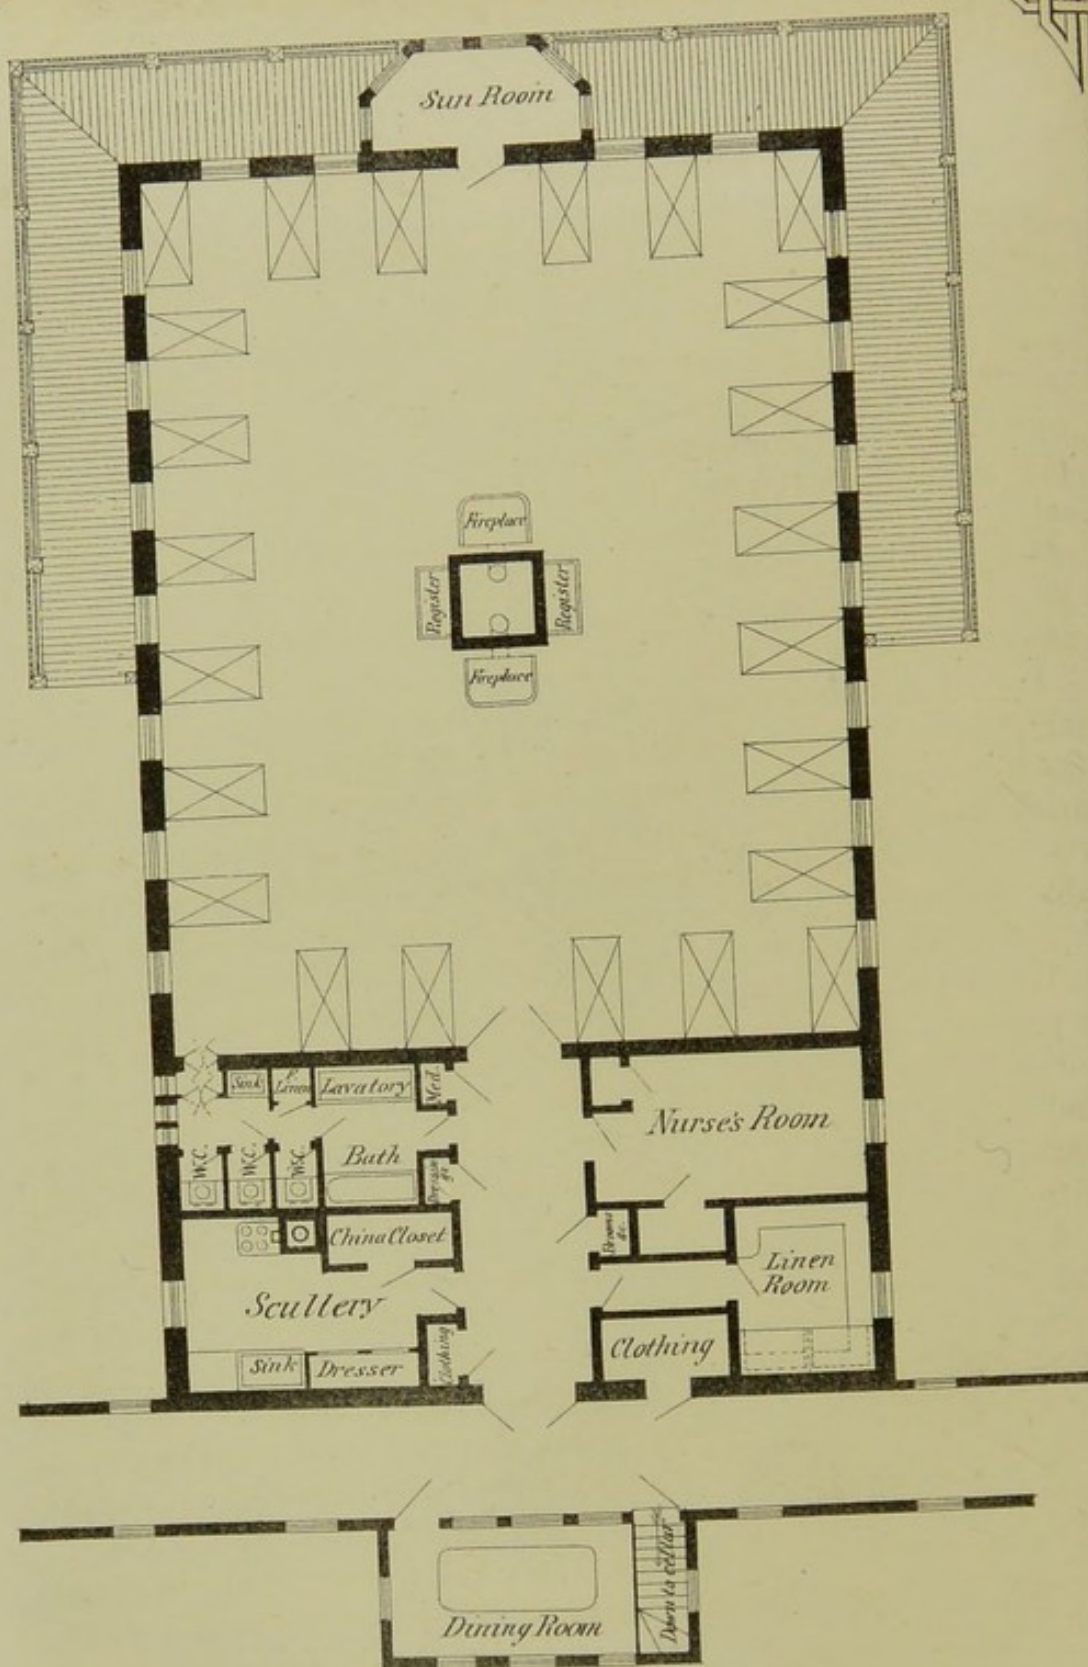 Sun Room
Fireplace
Register
Register
Fireplace
Sink
P.
Linen
Lavatory
Med.
Nurse's Room
W.C.
W.C.
W.C.
Bath
China Closet
Brooms
&c.
Linen
Room
Scullery
Clothing
Clothing
Sink
Dresser
Down to cellar
Dining Room